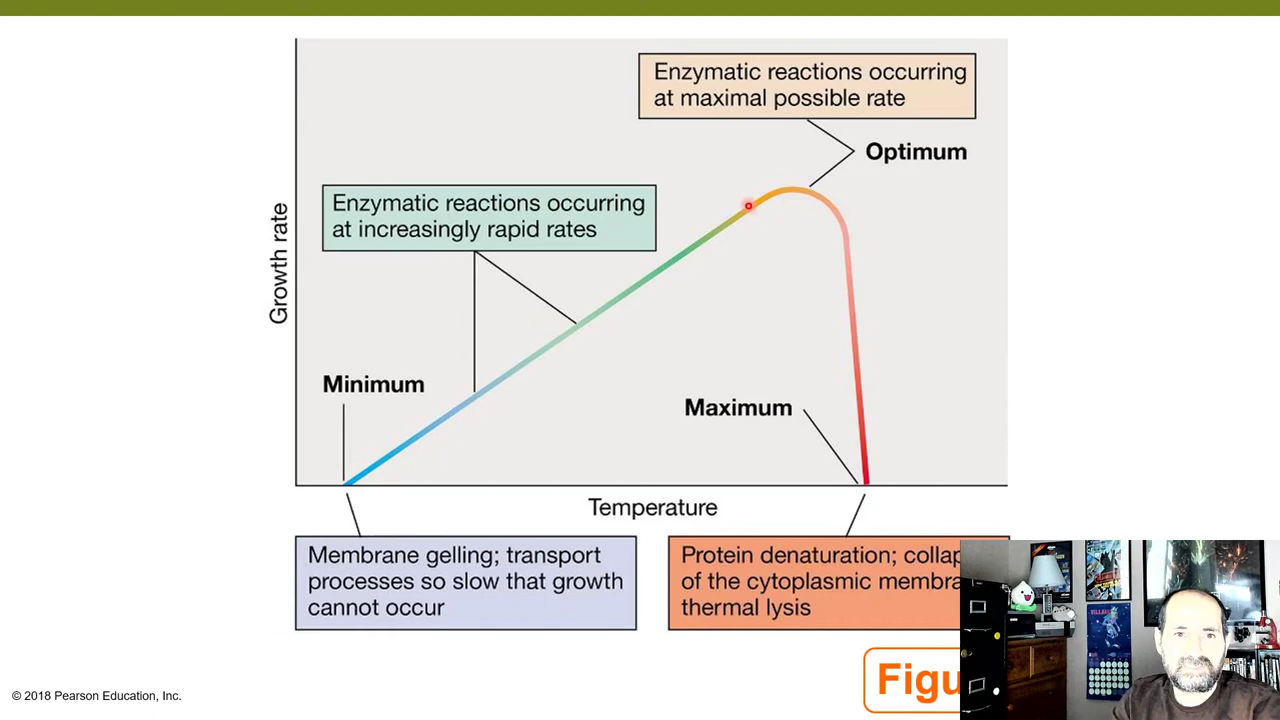 Enzymatic reactions occurring
at maximal possible rate
Optimum
Enzymatic reactions occurring
at increasingly rapid rates
Growth rate
Minimum
Maximum
Temperature
Membrane gelling; transport
processes so slow that growth
cannot occur
Protein denaturation; collap
of the cytoplasmic membra
thermal lysis
Figu
© 2018 Pearson Education, Inc.